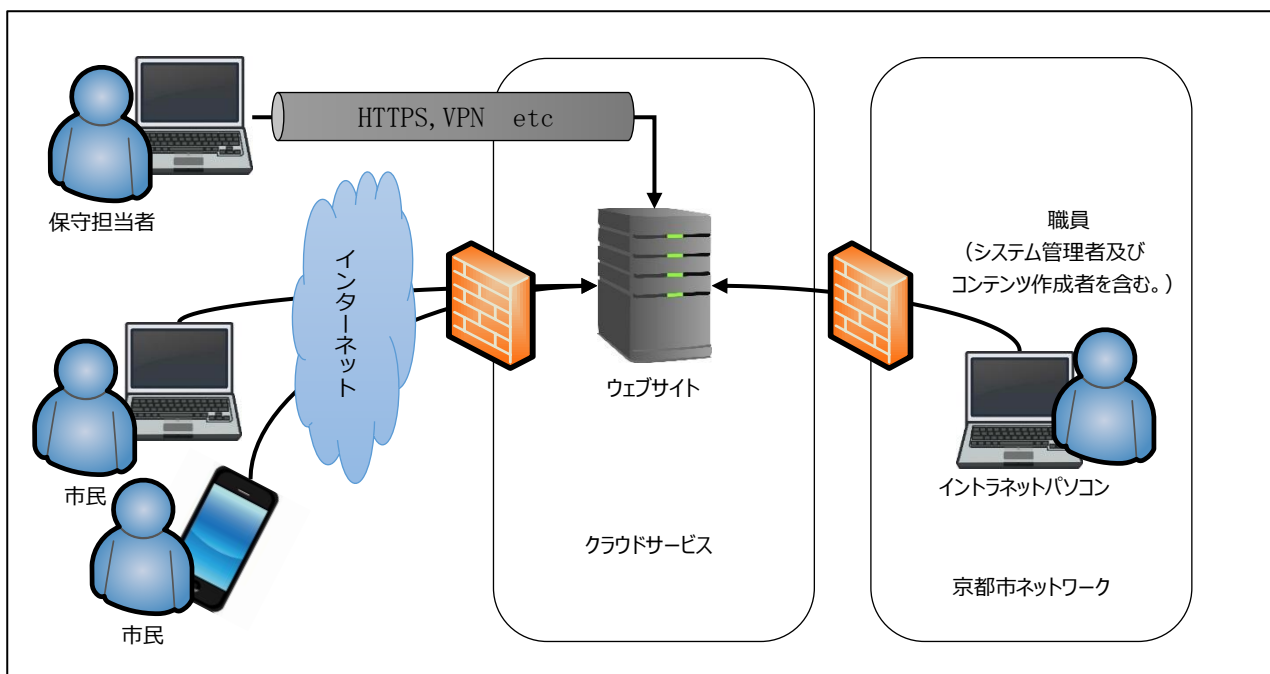 HTTPS,VPN etc
保守担当者
インターネット
職員
（システム管理者及び
コンテンツ作成者を含む。）
ウェブサイト
市民
イントラネットパソコン
クラウドサービス
京都市ネットワーク
市民